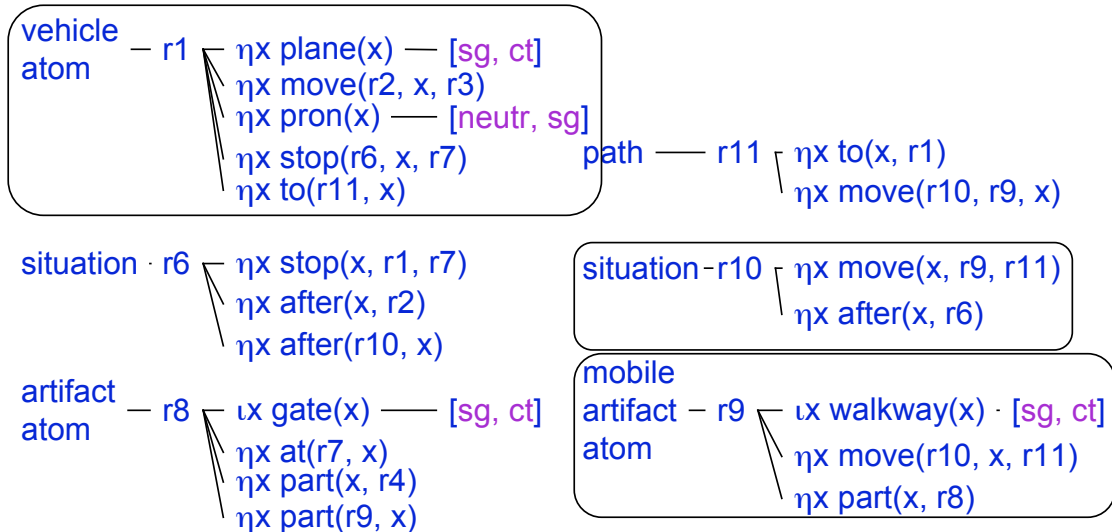 vehicle atom r1 ηx plane(x) [sg, ct]
ηx move(r2, x, r3)
ηx pron(x) [neutr, sg]
ηx stop(r6, x, r7)
ηx to(r11, x)
path r11 ηx to(x, r1)
ηx move(r10, r9, x)
situation r6 ηx stop(x, r1, r7)
ηx after(x, r2)
ηx after(r10, x)
situation r10 ηx move(x, r9, r11)
ηx after(x, r6)
artifact atom r8 ιx gate(x) [sg, ct]
ηx at(r7, x)
ηx part(x, r4)
ηx part(r9, x)
mobile artifact atom r9 ιx walkway(x) [sg, ct]
ηx move(r10, x, r11)
ηx part(x, r8)